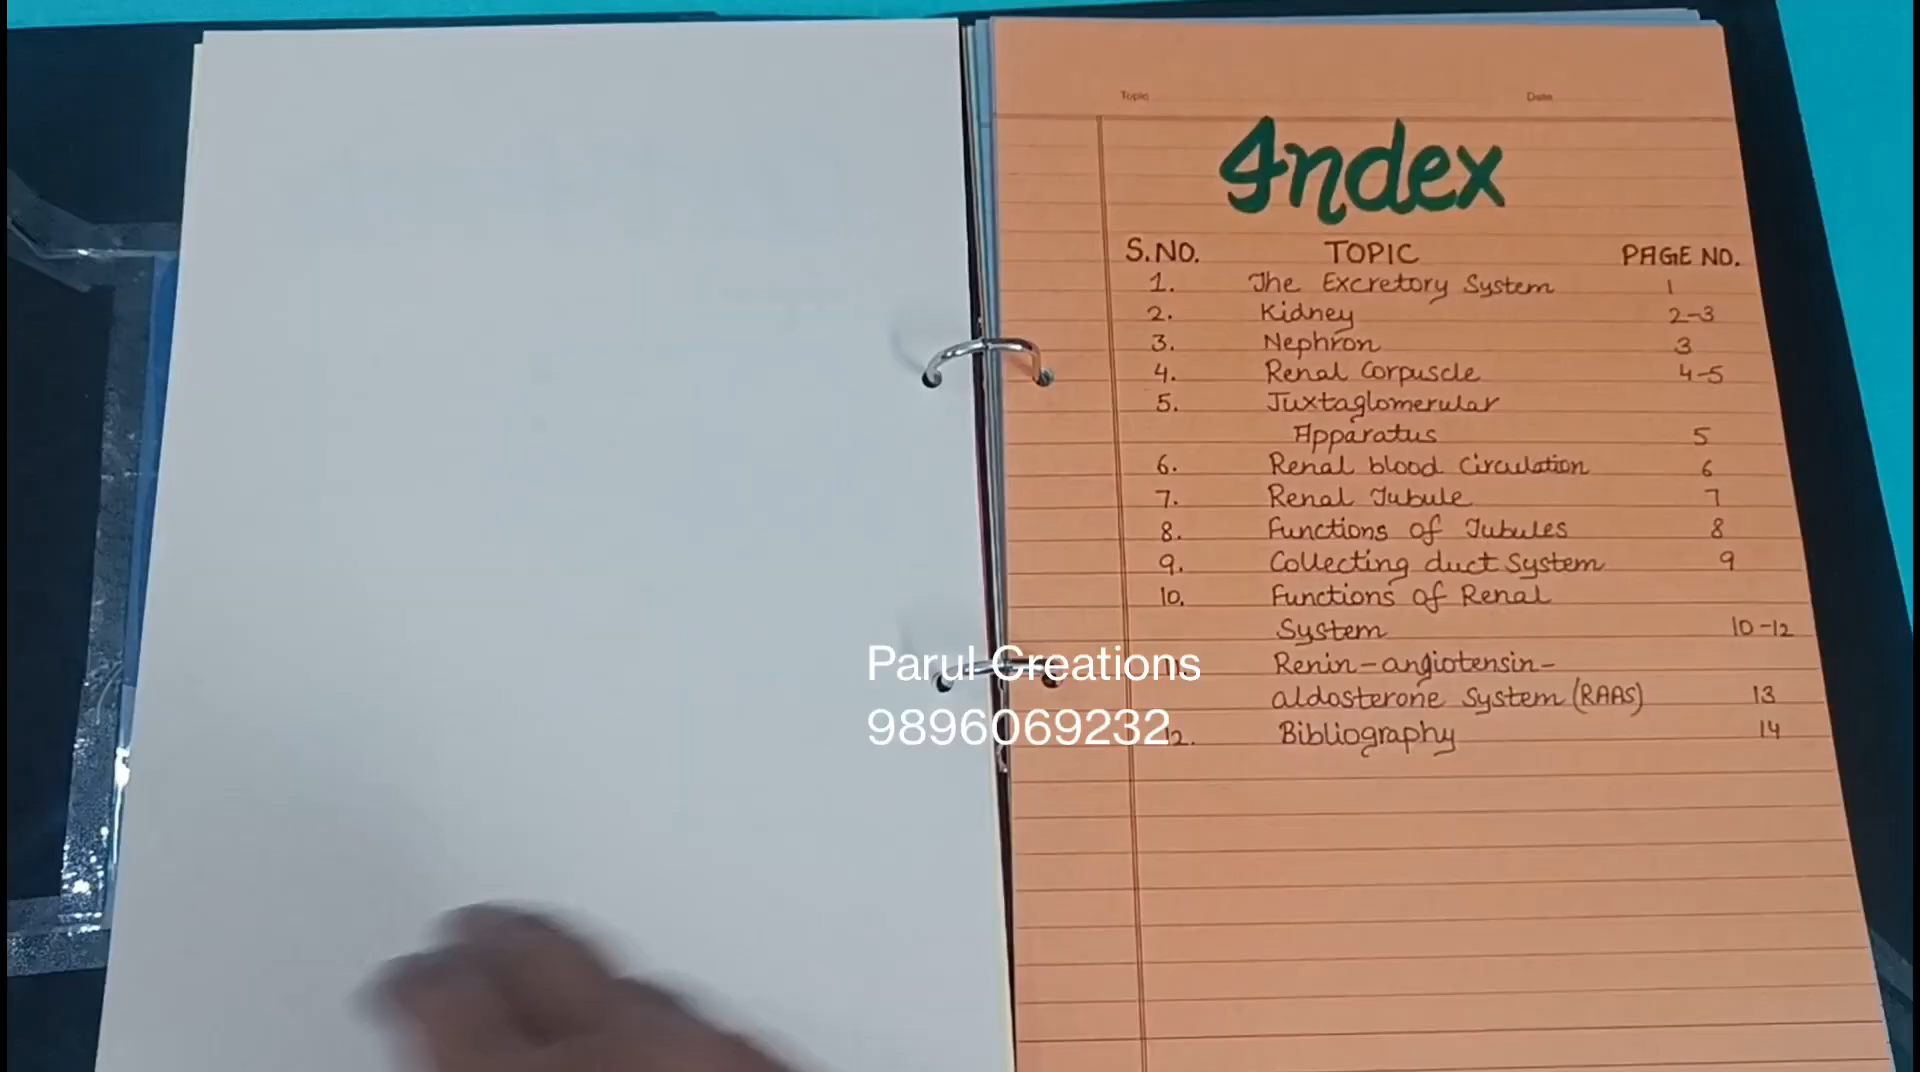 Topic Date
Index
S.NO. TOPIC PAGE NO.
1. The Excretory System 1
2. Kidney 2-3
3. Nephron 3
4. Renal Corpuscle 4-5
5. Juxtaglomerular
Apparatus 5
6. Renal blood Circulation 6
7. Renal Tubule 7
8. Functions of Tubules 8
9. Collecting duct System 9
10. Functions of Renal
System 10-12
11. Renin-angiotensin-
aldosterone System (RAAS) 13
12. Bibliography 14
Parul Creations
9896069232